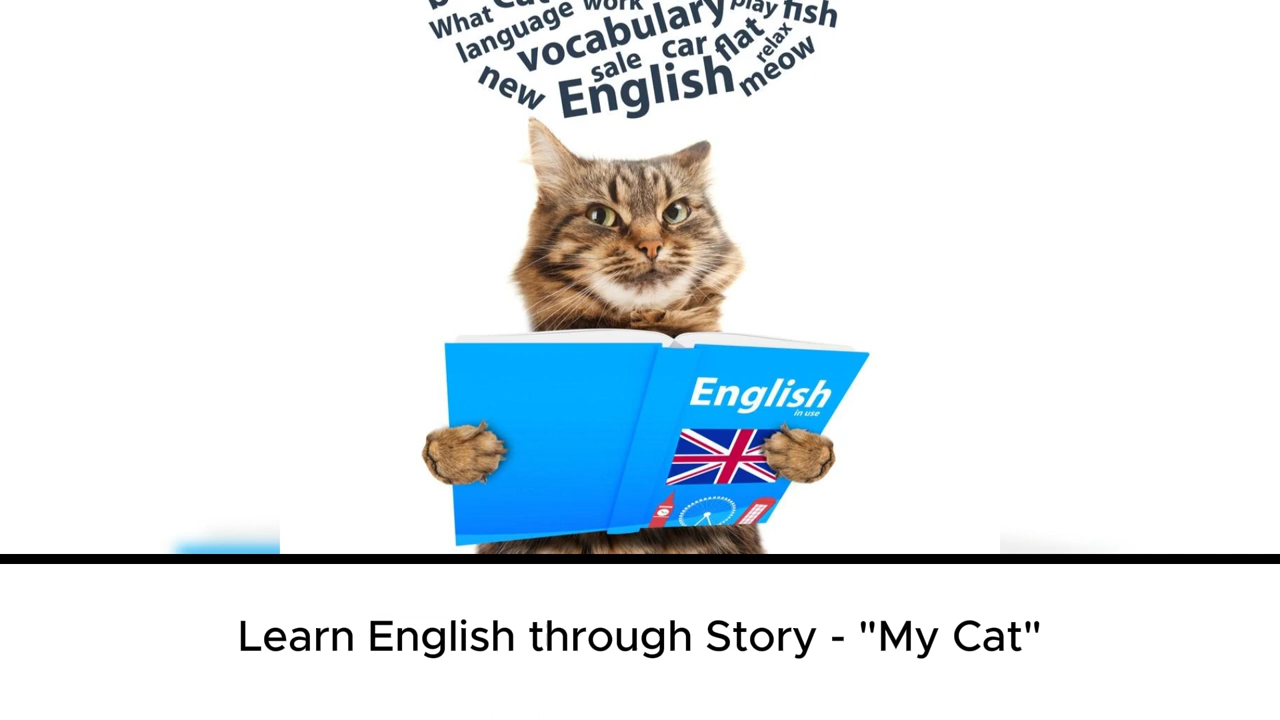 What
work
play
fish
language
vocabulary
flat
relax
sale
car
meow
new
English
English
in use
Learn English through Story - "My Cat"